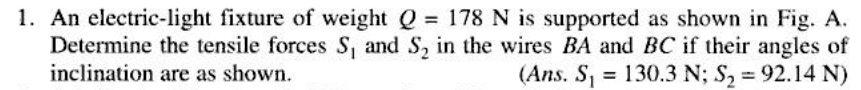 1. An electric-light fixture of weight Q = 178 N is supported as shown in Fig. A.
Determine the tensile forces S₁ and S₂ in the wires BA and BC if their angles of
inclination are as shown. (Ans. S₁ = 130.3 N; S₂ = 92.14 N)